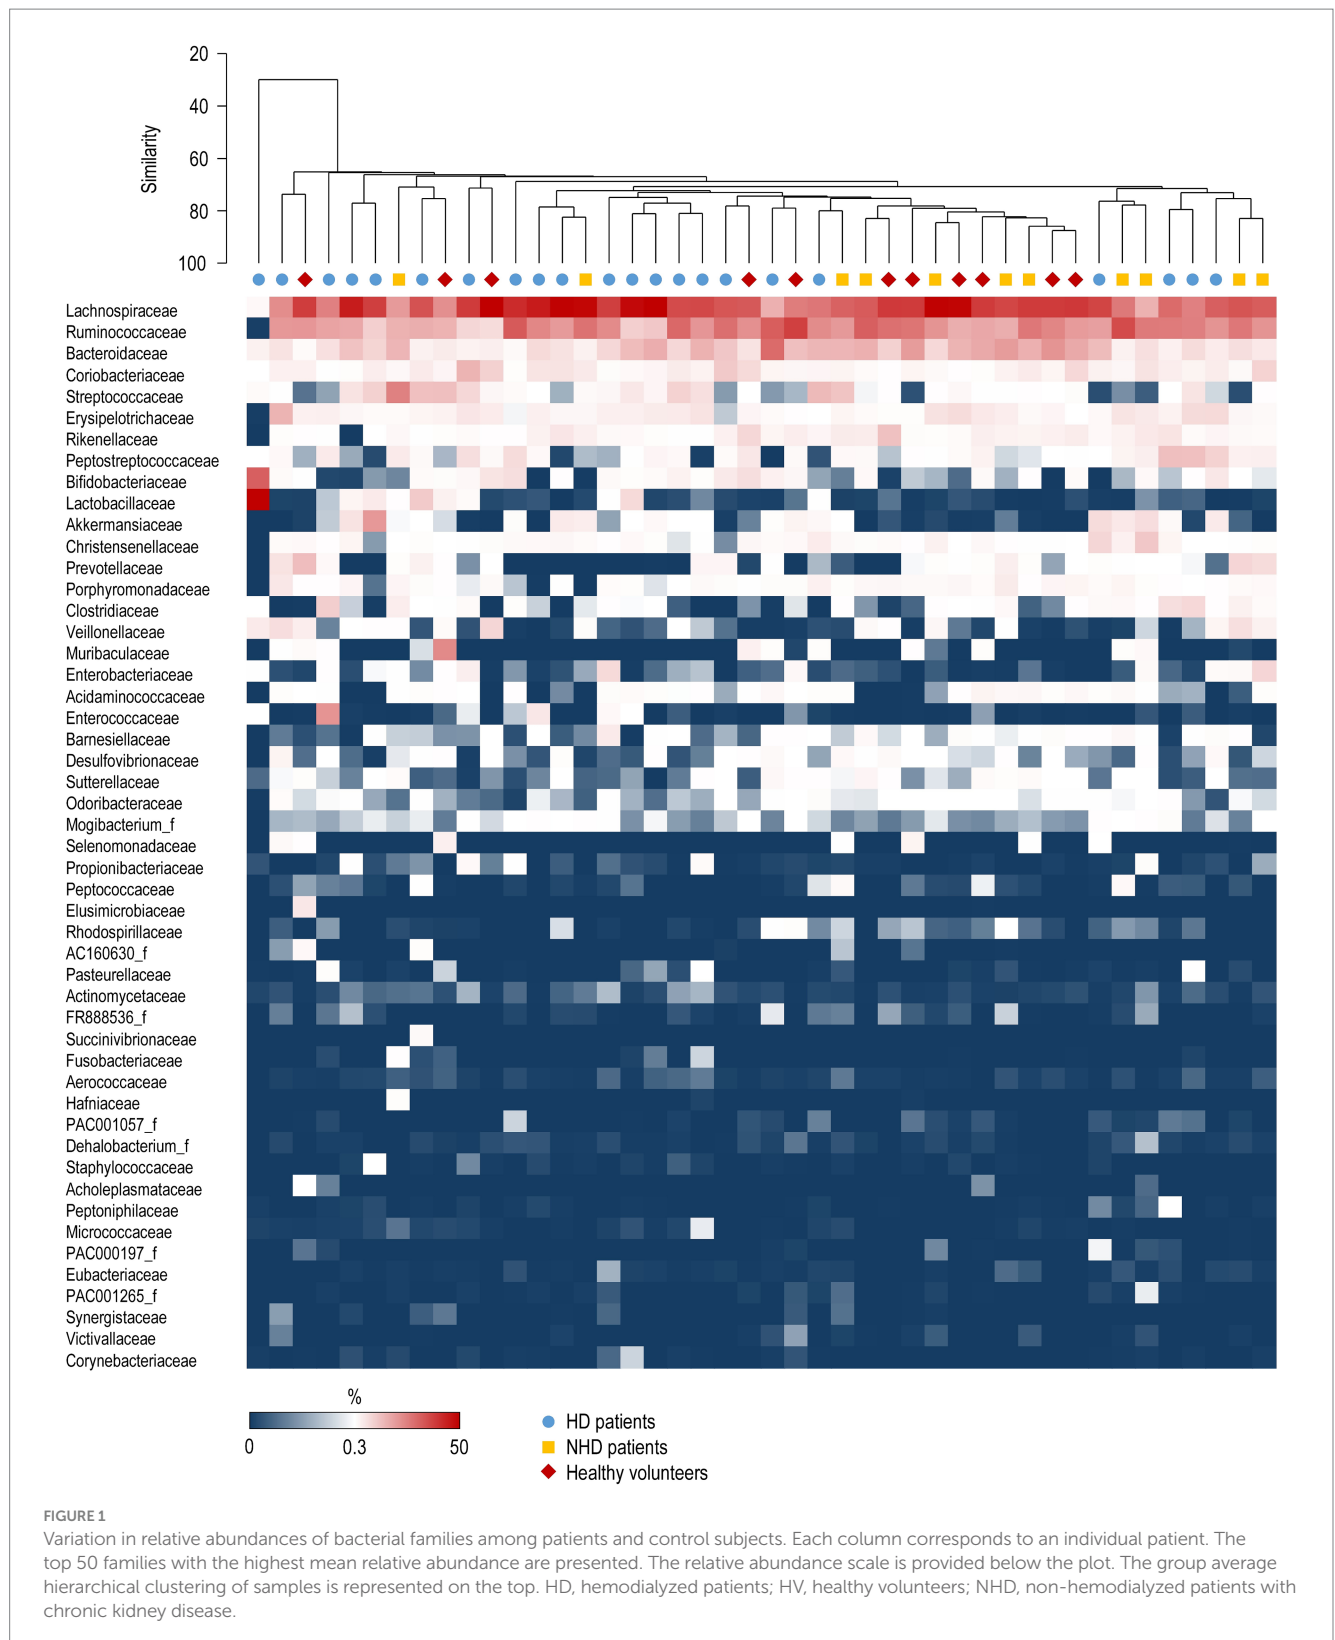 20
40
60
80
100
Similarity
Lachnospiraceae
Ruminococcaceae
Bacteroidaceae
Coriobacteriaceae
Streptococcaceae
Erysipelotrichaceae
Rikenellaceae
Peptostreptococcaceae
Bifidobacteriaceae
Lactobacillaceae
Akkermansiaceae
Christensenellaceae
Prevotellaceae
Porphyromonadaceae
Clostridiaceae
Veillonellaceae
Muribaculaceae
Enterobacteriaceae
Acidaminococcaceae
Enterococcaceae
Barnesiellaceae
Desulfovibrionaceae
Sutterellaceae
Odoribacteraceae
Mogibacterium_f
Selenomonadaceae
Propionibacteriaceae
Peptococcaceae
Elusimicrobiaceae
Rhodospirillaceae
AC160630_f
Pasteurellaceae
Actinomycetaceae
FR888536_f
Succinivibrionaceae
Fusobacteriaceae
Aerococcaceae
Hafniaceae
PAC001057_f
Dehalobacterium_f
Staphylococcaceae
Acholeplasmataceae
Peptoniphilaceae
Micrococcaceae
PAC000197_f
Eubacteriaceae
PAC001265_f
Synergistaceae
Victivallaceae
Corynebacteriaceae
%
0 0.3 50
HD patients
NHD patients
Healthy volunteers
FIGURE 1
Variation in relative abundances of bacterial families among patients and control subjects. Each column corresponds to an individual patient. The
top 50 families with the highest mean relative abundance are presented. The relative abundance scale is provided below the plot. The group average
hierarchical clustering of samples is represented on the top. HD, hemodialyzed patients; HV, healthy volunteers; NHD, non-hemodialyzed patients with
chronic kidney disease.